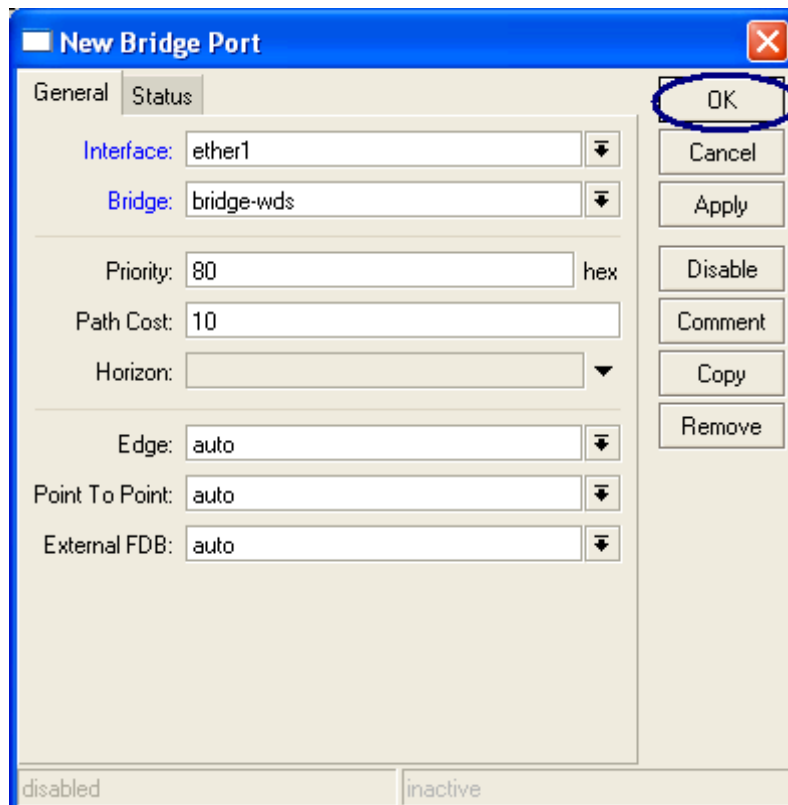 New Bridge Port
General Status
Interface: ether1
Bridge: bridge-wds
Priority: 80 hex
Path Cost: 10
Horizon:
Edge: auto
Point To Point: auto
External FDB: auto
OK
Cancel
Apply
Disable
Comment
Copy
Remove
disabled inactive